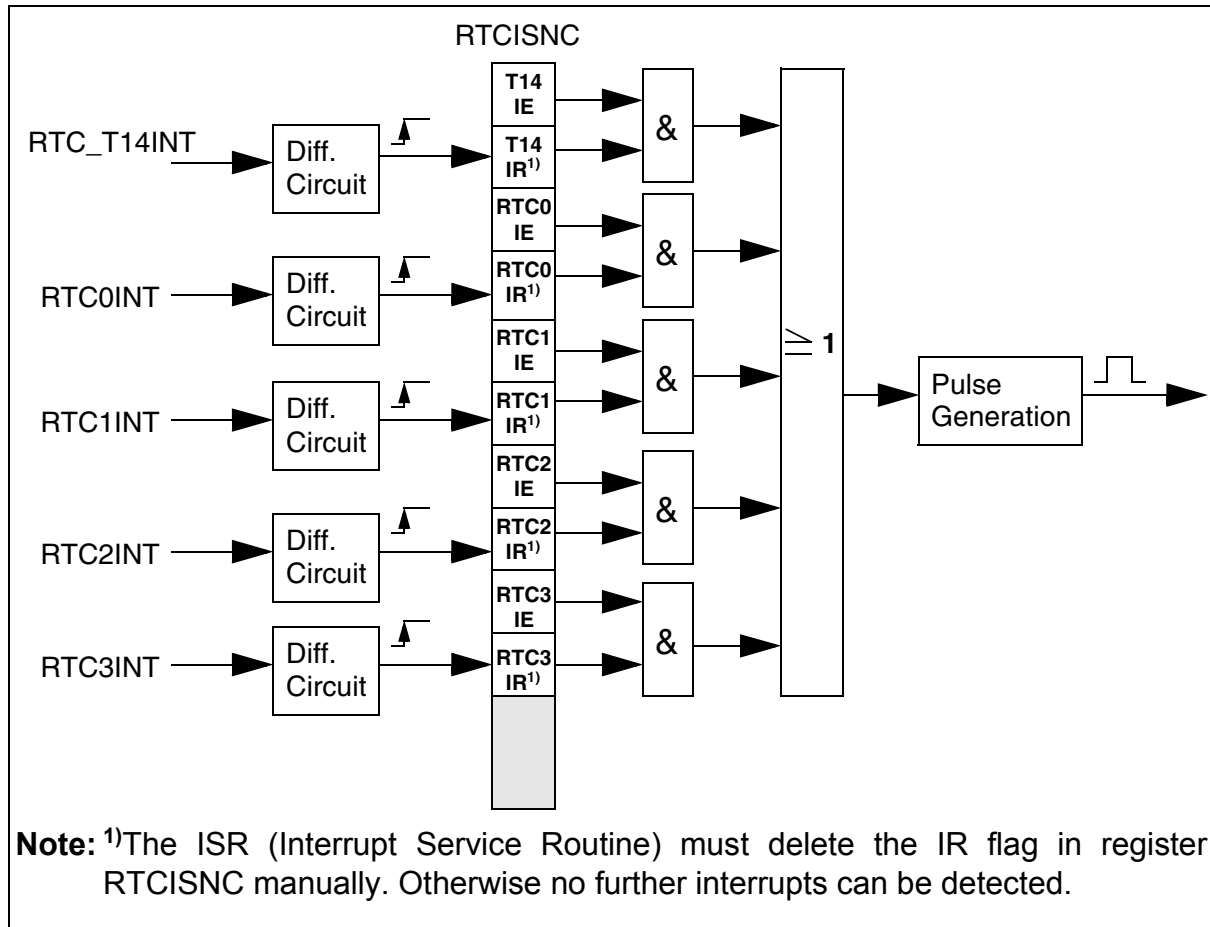 RTCISNC
T14
IE
&
RTC_T14INT
Diff.
Circuit
T14
IR1)
RTC0
IE
&
RTC0INT
Diff.
Circuit
RTC0
IR1)
RTC1
IE
&
≧ 1
RTC1INT
Diff.
Circuit
RTC1
IR1)
Pulse
Generation
RTC2
IE
&
RTC2INT
Diff.
Circuit
RTC2
IR1)
RTC3
IE
&
RTC3INT
Diff.
Circuit
RTC3
IR1)
Note: 1)The ISR (Interrupt Service Routine) must delete the IR flag in register
RTCISNC manually. Otherwise no further interrupts can be detected.